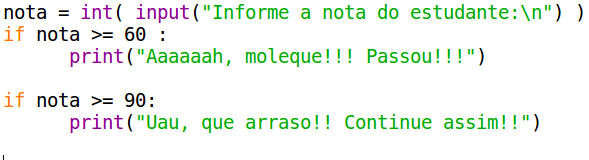 nota = int( input("Informe a nota do estudante:\n") )
if nota >= 60 :
print("Aaaaaah, moleque!!! Passou!!!")
if nota >= 90:
print("Uau, que arraso!! Continue assim!!")